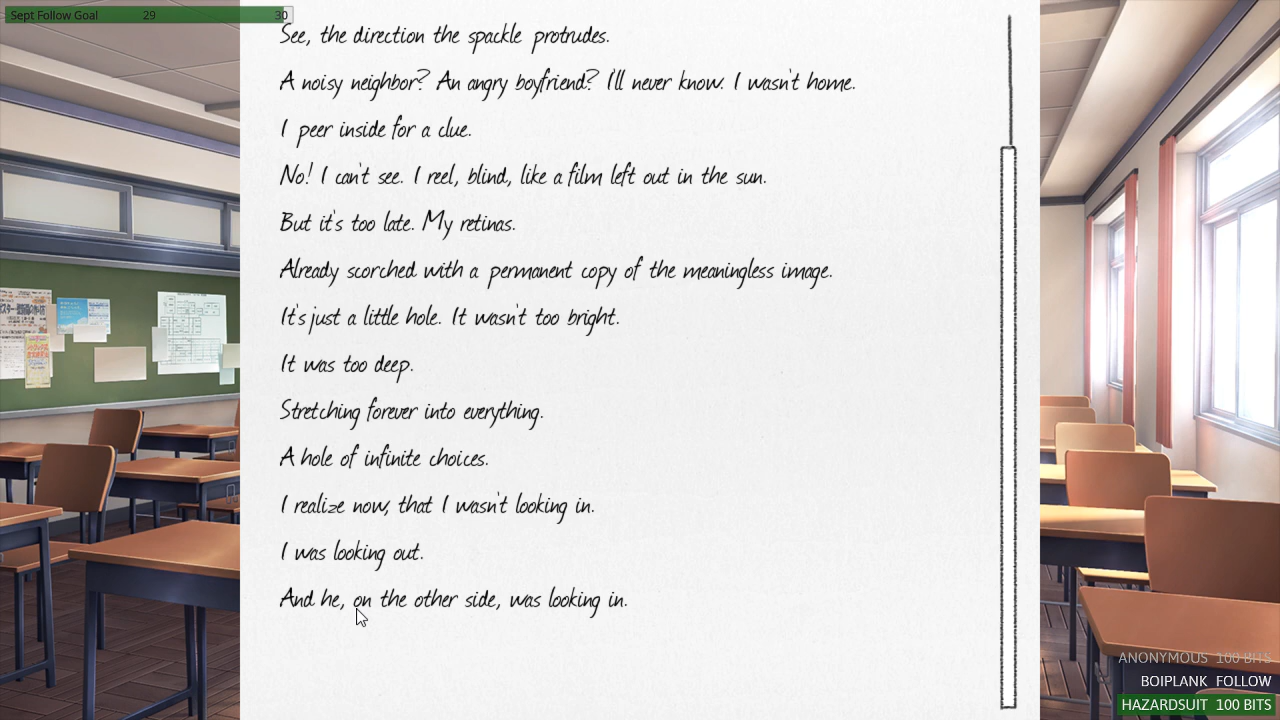 Sept Follow Goal 29 30
See, the direction the spackle protrudes.
A noisy neighbor? An angry boyfriend? I'll never know. I wasn't home.
I peer inside for a clue.
No! I can't see. I reel, blind, like a film left out in the sun.
But it's too late. My retinas.
Already scorched with a permanent copy of the meaningless image.
It's just a little hole. It wasn't too bright.
It was too deep.
Stretching forever into everything.
A hole of infinite choices.
I realize now, that I wasn't looking in.
I was looking out.
And he, on the other side, was looking in.
ANONYMOUS 100 BITS
BOIPLANK FOLLOW
HAZARDSUIT 100 BITS